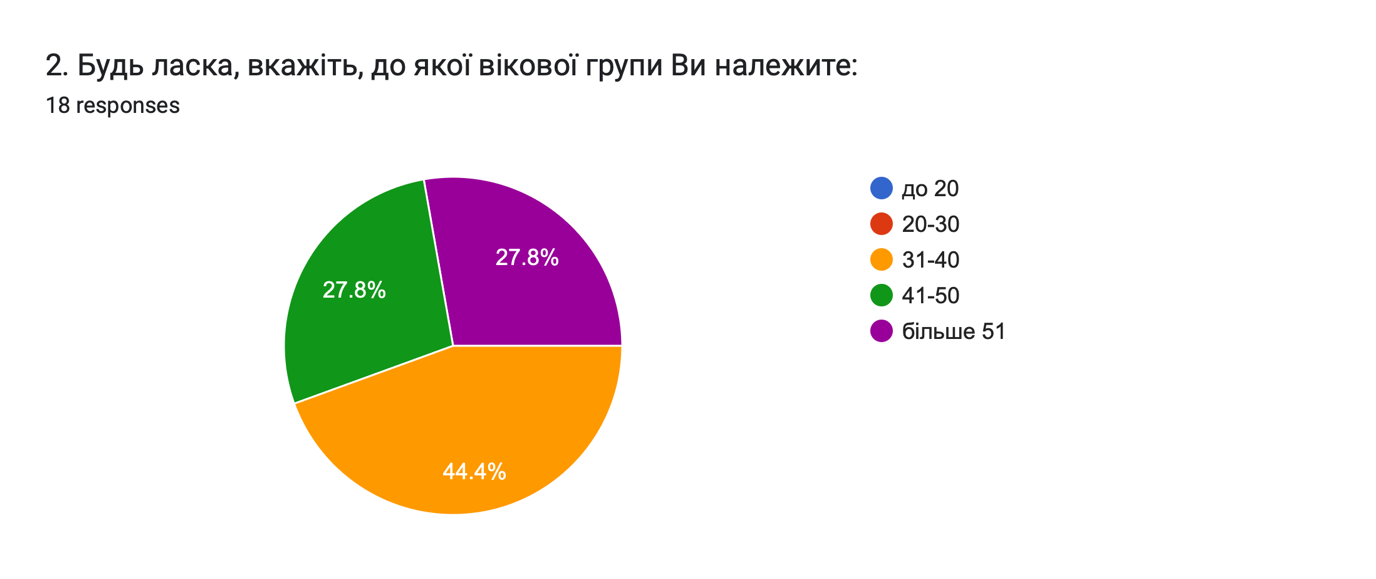 2. Будь ласка, вкажіть, до якої вікової групи Ви належите:
18 responses
27.8%
27.8%
44.4%
до 20
20-30
31-40
41-50
більше 51